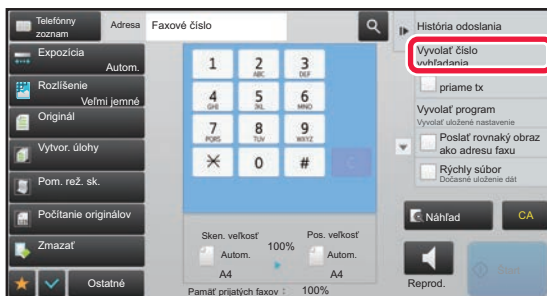 Telefónny
zoznam
Adresa
Faxové číslo
Expozícia
Autom.
Rozlíšenie
Veľmi jemné
Originál
Vytvor. úlohy
Pom. rež. sk.
Počítanie originálov
Zmazať
Ostatné
1
2
ABC
3
DEF
4
GHI
5
JKL
6
MNO
7
PQRS
8
TUV
9
WXYZ
0
#
C
Sken. veľkosť
Autom.
A4
100%
Pos. veľkosť
Autom.
A4
Pamäť prijatých faxov : 100%
História odoslania
Vyvolať číslo
vyhľadania
priame tx
Vyvolať program
Vyvolať uložené nastavenie
Poslať rovnaký obraz
ako adresu faxu
Rýchly súbor
Dočasné uloženie dát
Náhľad
CA
Reprod.
Štart